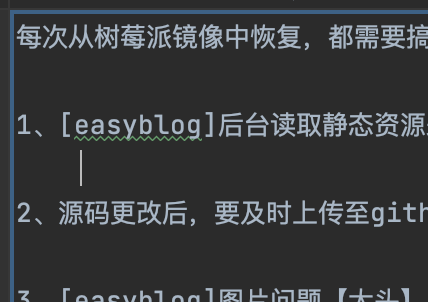 每次从树莓派镜像中恢复，都需要搞
1、[easyblog]后台读取静态资源
2、源码更改后，要及时上传至gith
3、[easyblog]图片问题【大头】